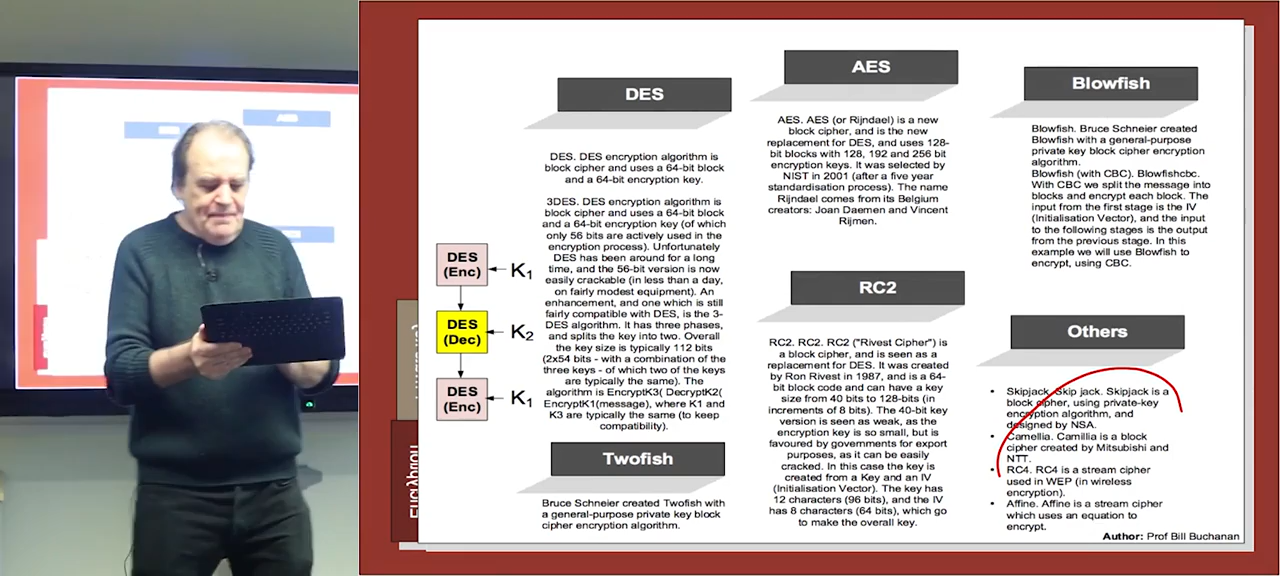 DES
DES. DES encryption algorithm is
block cipher and uses a 64-bit block
and a 64-bit encryption key.
3DES. DES encryption algorithm is
block cipher and uses a 64-bit block
and a 64-bit encryption key (of which
only 56 bits are actively used in the
encryption process). Unfortunately
DES has been around for a long
time, and the 56-bit version is now
easily crackable (in less than a day,
on fairly modest equipment). An
enhancement, and one which is still
fairly compatible with DES, is the 3-
DES algorithm. It has three phases,
and splits the key into two. Overall
the key size is typically 112 bits
(2x54 bits - with a combination of the
three keys - of which two of the keys
are typically the same). The
algorithm is EncryptK3( DecryptK2(
EncryptK1(message), where K1 and
K3 are typically the same (to keep
compatibility).
DES
(Enc)
K1
DES
(Dec)
K2
DES
(Enc)
K1
Twofish
Bruce Schneier created Twofish with
a general-purpose private key block
cipher encryption algorithm.
AES
AES. AES (or Rijndael) is a new
block cipher, and is the new
replacement for DES, and uses 128-
bit blocks with 128, 192 and 256 bit
encryption keys. It was selected by
NIST in 2001 (after a five year
standardisation process). The name
Rijndael comes from its Belgium
creators: Joan Daemen and Vincent
Rijmen.
RC2
RC2. RC2. RC2 ("Rivest Cipher") is
a block cipher, and is seen as a
replacement for DES. It was created
by Ron Rivest in 1987, and is a 64-
bit block code and can have a key
size from 40 bits to 128-bits (in
increments of 8 bits). The 40-bit key
version is seen as weak, as the
encryption key is so small, but is
favoured by governments for export
purposes, as it can be easily
cracked. In this case the key is
created from a Key and an IV
(Initialisation Vector). The key has
12 characters (96 bits), and the IV
has 8 characters (64 bits), which go
to make the overall key.
Blowfish
Blowfish. Bruce Schneier created
Blowfish with a general-purpose
private key block cipher encryption
algorithm.
Blowfish (with CBC). Blowfishcbc.
With CBC we split the message into
blocks and encrypt each block. The
input from the first stage is the IV
(Initialisation Vector), and the input
to the following stages is the output
from the previous stage. In this
example we will use Blowfish to
encrypt, using CBC.
Others
• Skipjack. Skip jack. Skipjack is a
block cipher, using private-key
encryption algorithm, and
designed by NSA.
• Camellia. Camillia is a block
cipher created by Mitsubishi and
NTT.
• RC4. RC4 is a stream cipher
used in WEP (in wireless
encryption).
• Affine. Affine is a stream cipher
which uses an equation to
encrypt.
Author: Prof Bill Buchanan